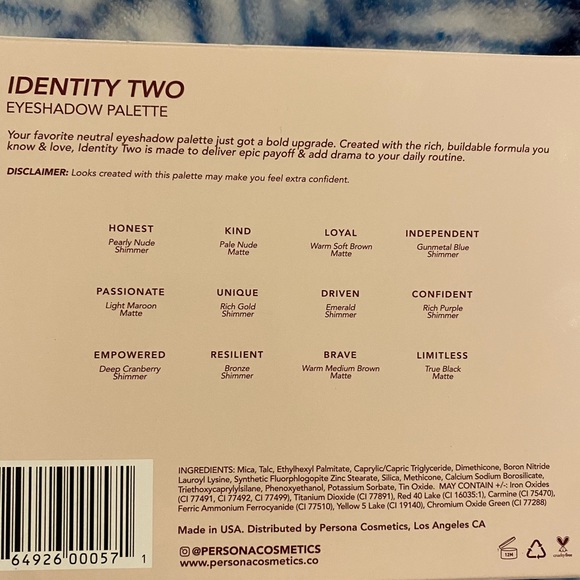 IDENTITY TWO
EYESHADOW PALETTE
Your favorite neutral eyeshadow palette just got a bold upgrade. Created with the rich, buildable formula you
know & love, Identity Two is made to deliver epic payoff & add drama to your daily routine.
DISCLAIMER: Looks created with this palette may make you feel extra confident.
HONEST
Pearly Nude
Shimmer
KIND
Pale Nude
Matte
LOYAL
Warm Soft Brown
Matte
INDEPENDENT
Gunmetal Blue
Shimmer
PASSIONATE
Light Maroon
Matte
UNIQUE
Rich Gold
Shimmer
DRIVEN
Emerald
Shimmer
CONFIDENT
Rich Purple
Shimmer
EMPOWERED
Deep Cranberry
Shimmer
RESILIENT
Bronze
Shimmer
BRAVE
Warm Medium Brown
Matte
LIMITLESS
True Black
Matte
INGREDIENTS: Mica, Talc, Ethylhexyl Palmitate, Caprylic/Capric Triglyceride, Dimethicone, Boron Nitride
Lauroyl Lysine, Synthetic Fluorphlogopite Zinc Stearate, Silica, Methicone, Calcium Sodium Borosilicate,
Triethoxycaprylylsilane, Phenoxyethanol, Potassium Sorbate, Tin Oxide. MAY CONTAIN +/-: Iron Oxides
(CI 77491, CI 77492, CI 77499), Titanium Dioxide (CI 77891), Red 40 Lake (CI 16035:1), Carmine (CI 75470),
Ferric Ammonium Ferrocyanide (CI 77510), Yellow 5 Lake (CI 19140), Chromium Oxide Green (CI 77288)
Made in USA. Distributed by Persona Cosmetics, Los Angeles CA
@PERSONACOSMETICS
www.personacosmetics.co
64926 00057 1
12M
cruelty free